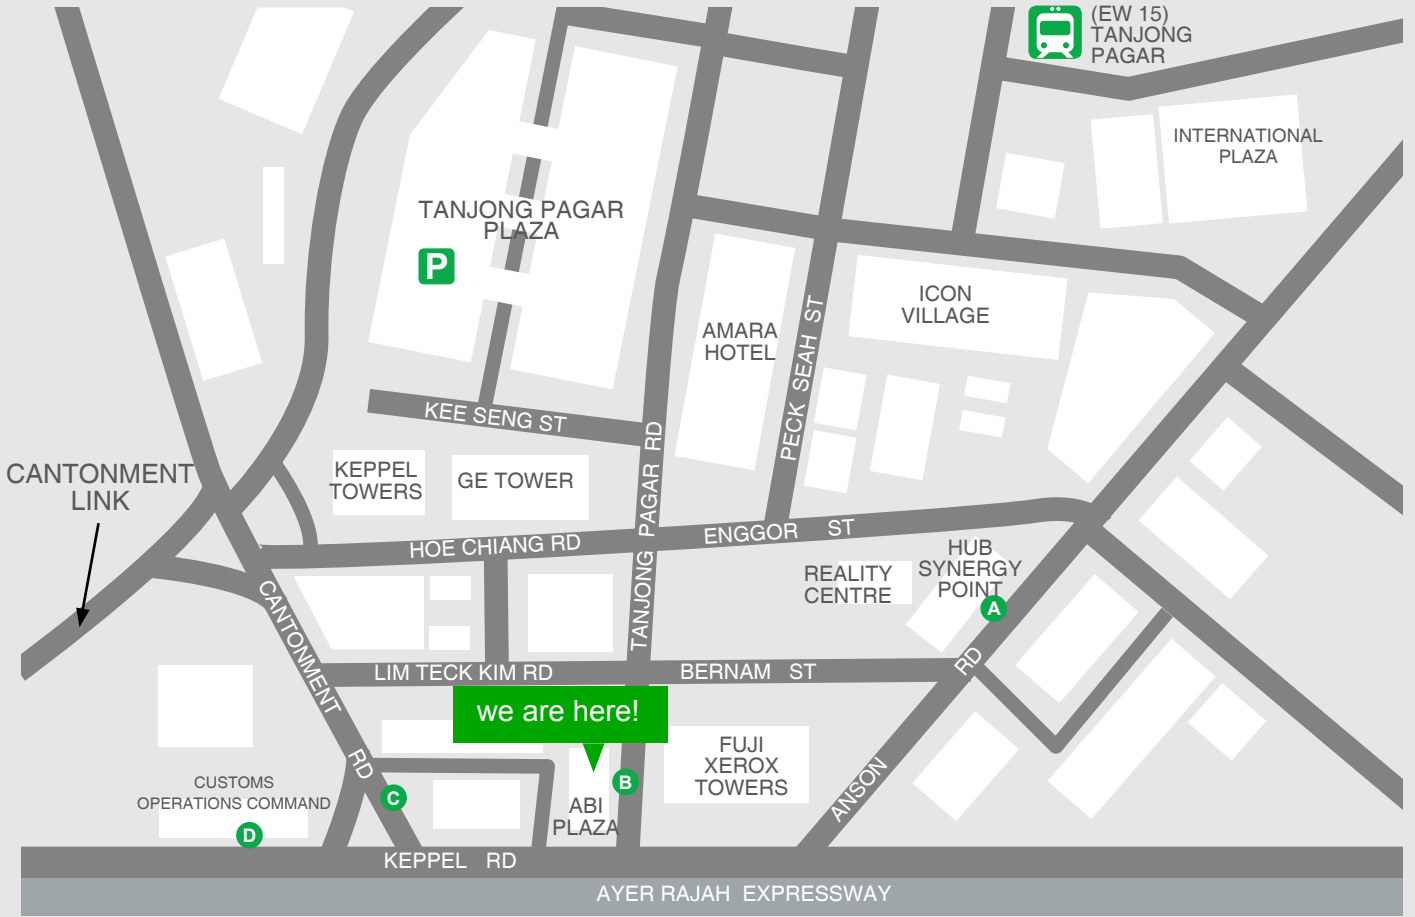 (EW 15)
TANJONG
PAGAR
INTERNATIONAL
PLAZA
TANJONG PAGAR
PLAZA
P
ICON
VILLAGE
AMARA
HOTEL
PECK SEAH ST
KEE SENG ST
TANJONG PAGAR RD
CANTONMENT
LINK
KEPPEL
TOWERS
GE TOWER
HOE CHIANG RD
ENGGOR ST
HUB
SYNERGY
POINT
A
REALITY
CENTRE
CANTONMENT RD
LIM TECK KIM RD
BERNAM ST
ANSON RD
we are here!
FUJI
XEROX
TOWERS
B
C
ABI
PLAZA
CUSTOMS
OPERATIONS COMMAND
D
KEPPEL RD
AYER RAJAH EXPRESSWAY